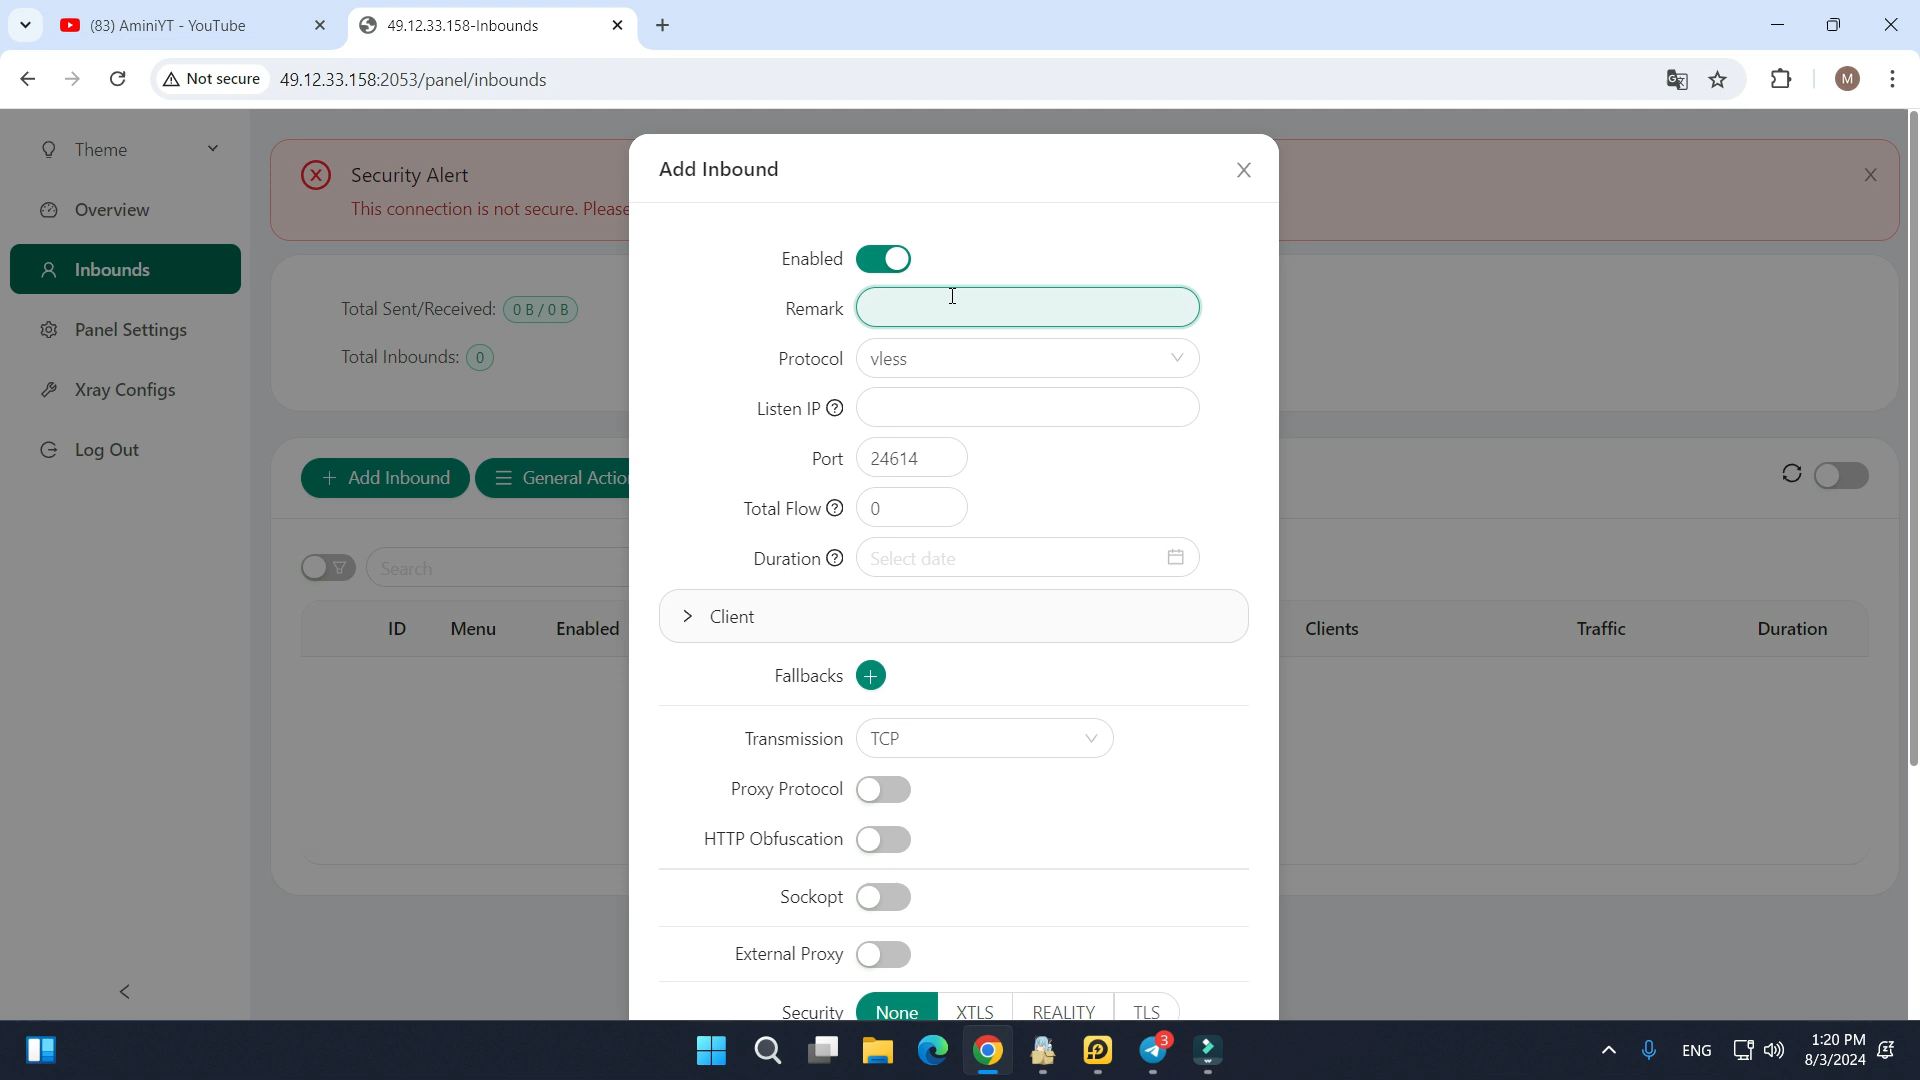 (83) AminiYT - YouTube
49.12.33.158-Inbounds
Not secure
49.12.33.158:2053/panel/inbounds
M
Theme
Overview
Inbounds
Panel Settings
Xray Configs
Log Out
Security Alert
This connection is not secure. Please
Total Sent/Received: 0 B / 0 B
Total Inbounds: 0
+ Add Inbound
General Actio
Search
ID Menu Enabled Clients Traffic Duration
Add Inbound
Enabled
Remark
Protocol vless
Listen IP ?
Port 24614
Total Flow ? 0
Duration ? Select date
> Client
Fallbacks +
Transmission TCP
Proxy Protocol
HTTP Obfuscation
Sockopt
External Proxy
Security None XTLS REALITY TLS
3
ENG
1:20 PM
8/3/2024